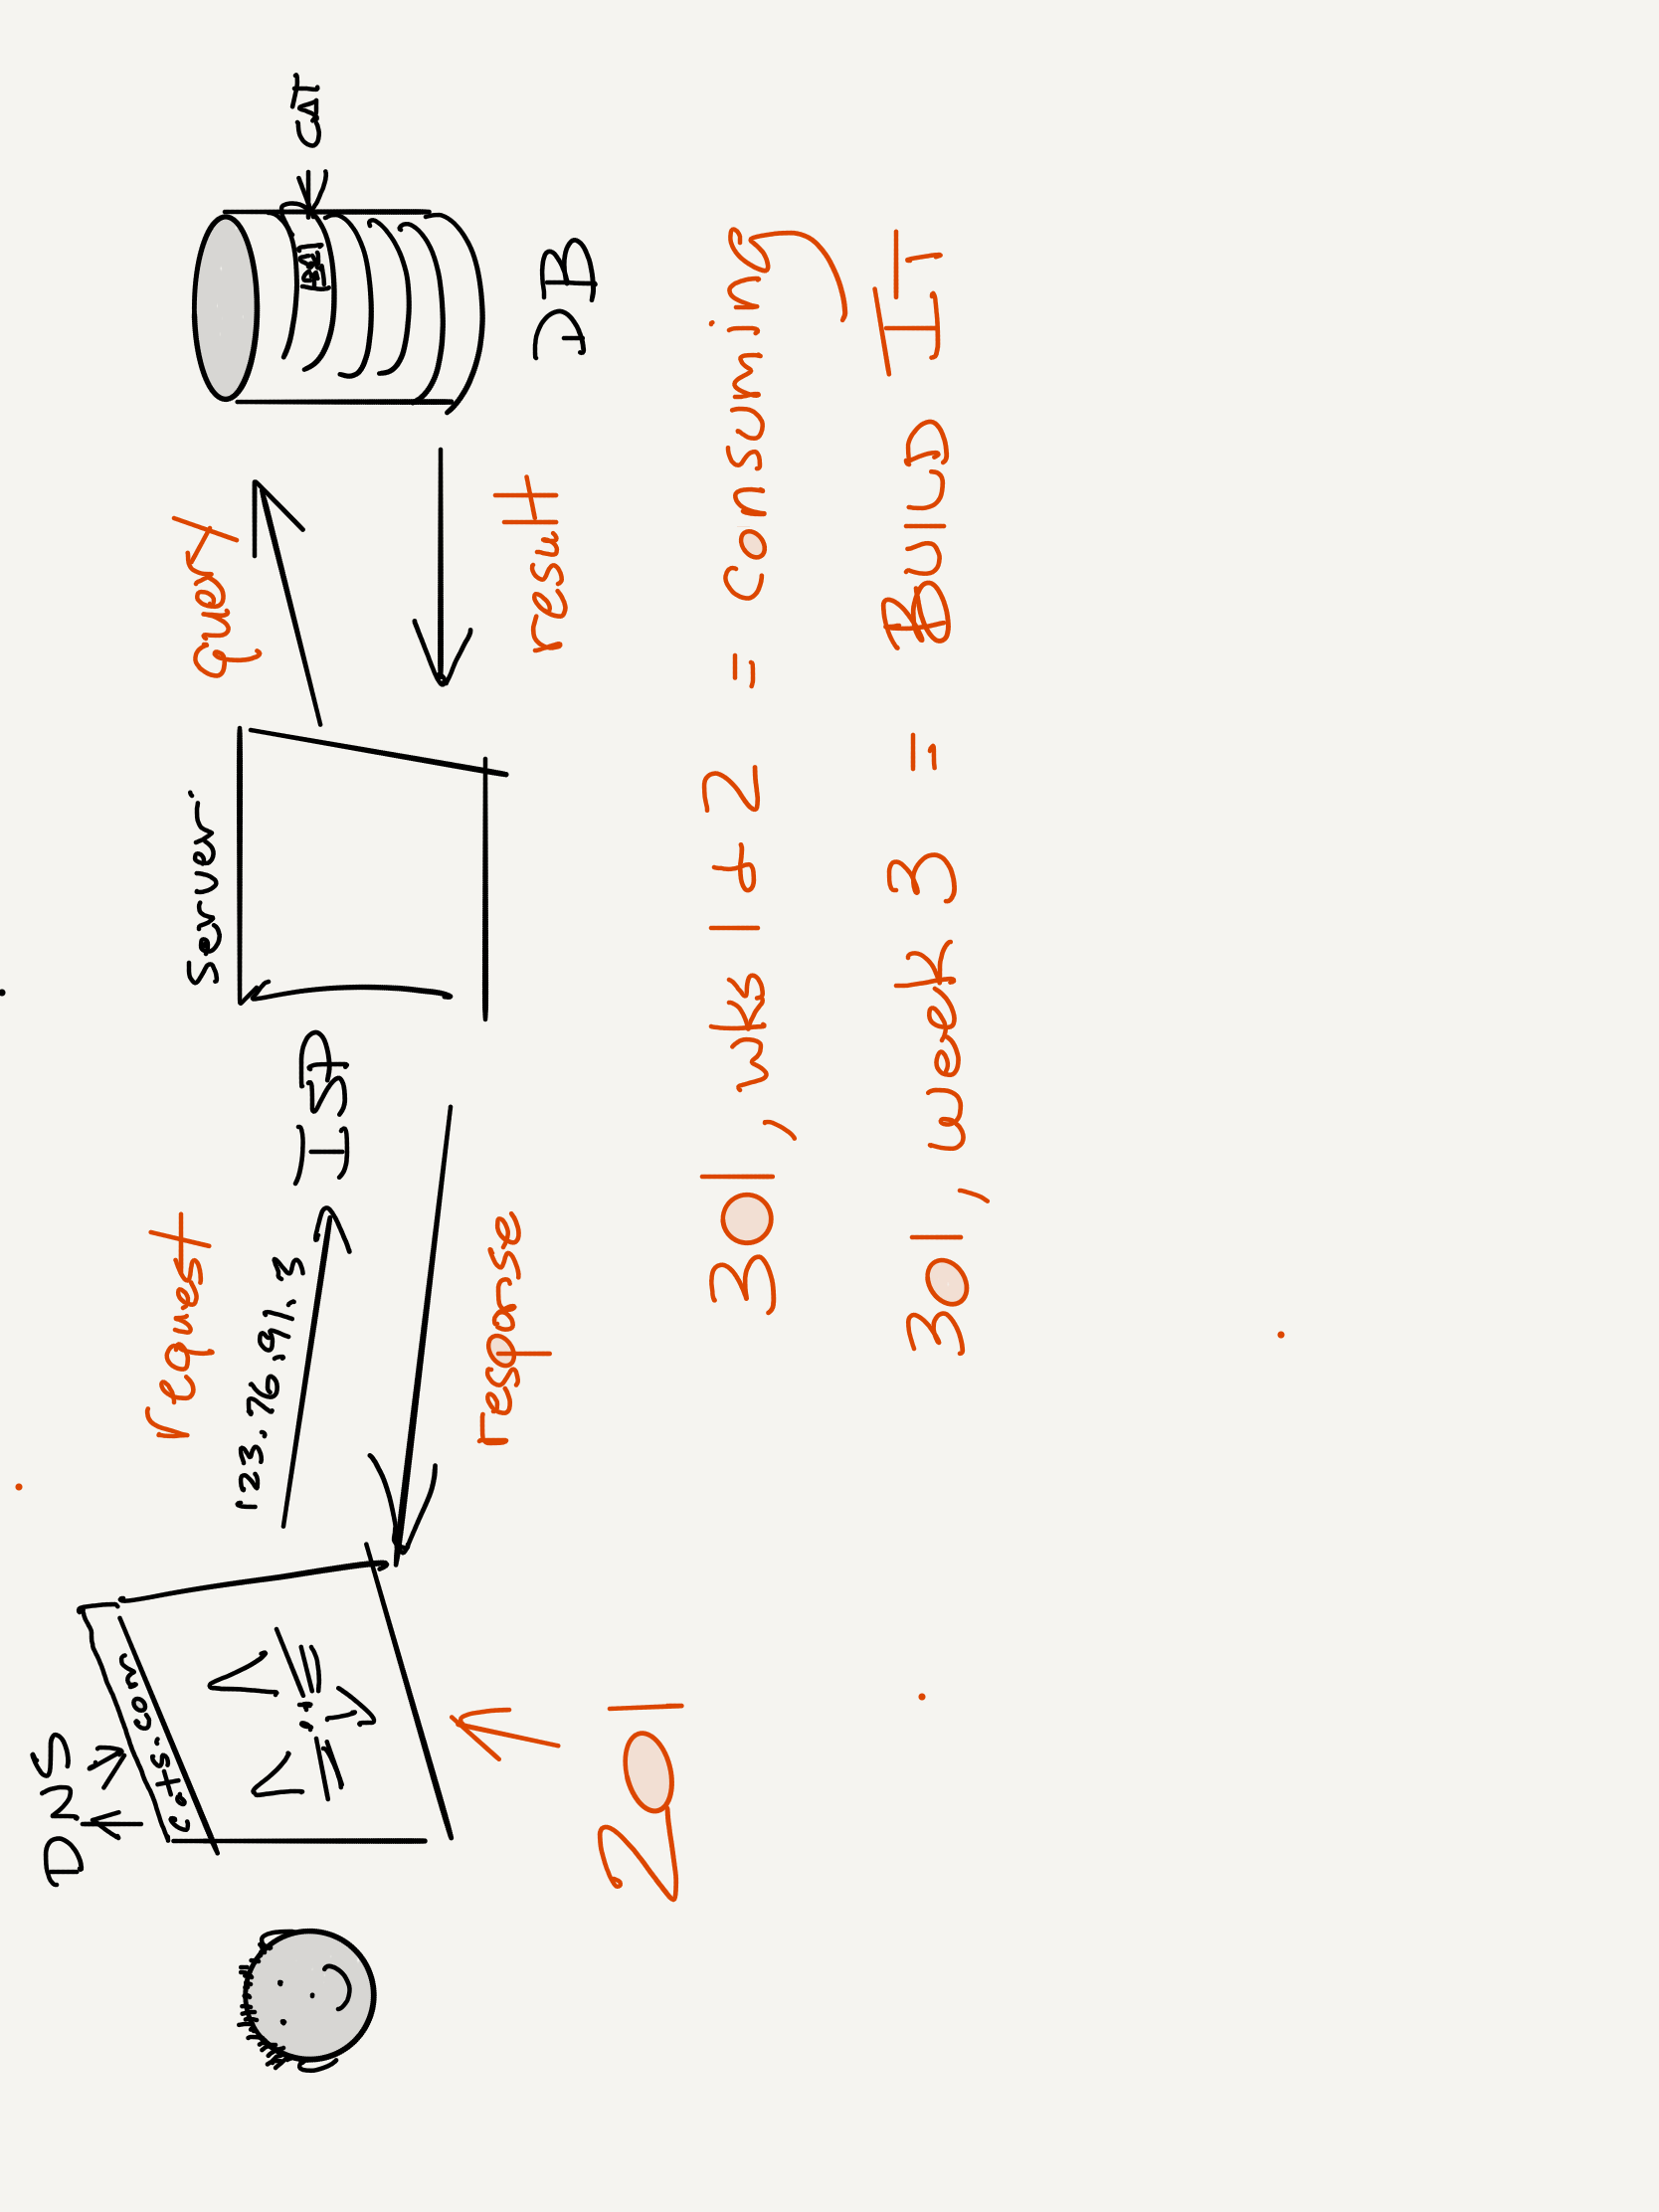 DNS
cats.com
request
123.76.91.3
ISP
response
server
query
result
CAT
DB
201
301, wks 1 & 2 = consuming
301, week 3 = BuiLD IT